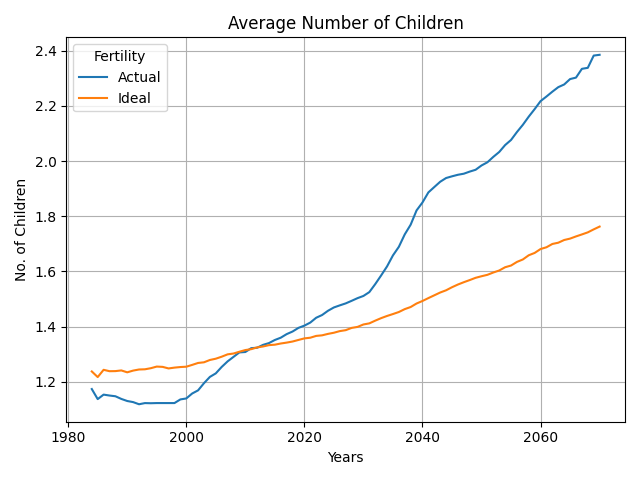 Average Number of Children
Fertility
Actual
Ideal
No. of Children
2.4
2.2
2.0
1.8
1.6
1.4
1.2
1980
2000
2020
2040
2060
Years